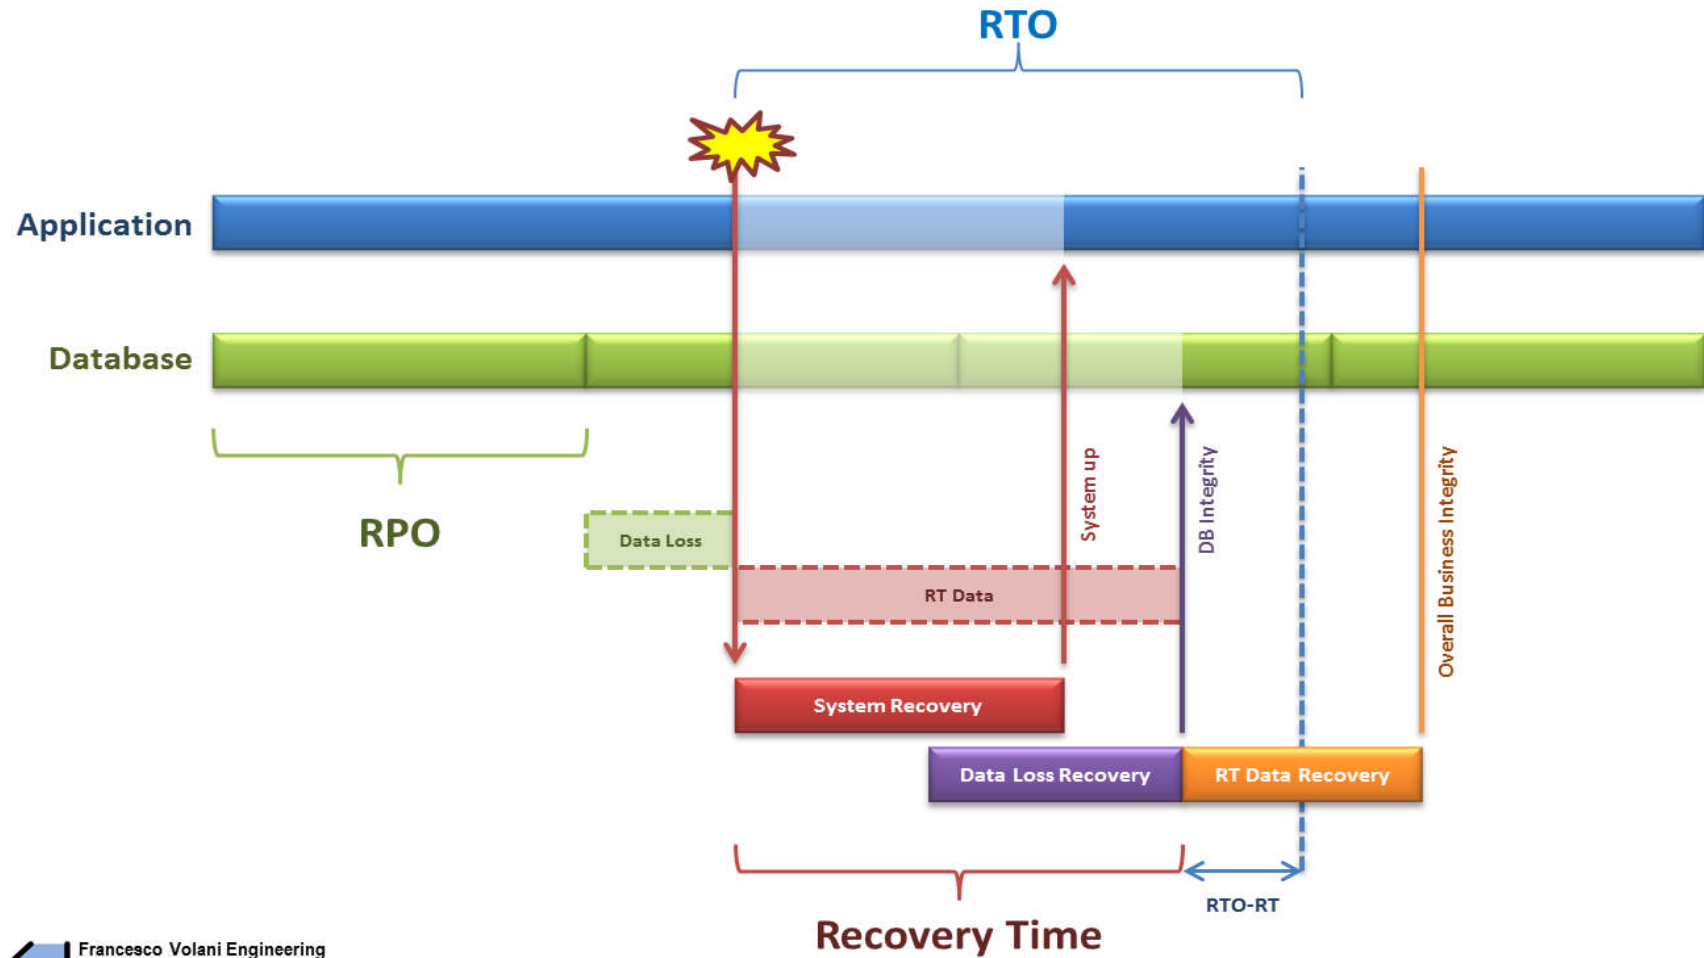 RTO
Application
Database
RPO
Data Loss
System up
DB Integrity
Overall Business Integrity
RT Data
System Recovery
Data Loss Recovery
RT Data Recovery
RTO-RT
Recovery Time
Francesco Volani Engineering